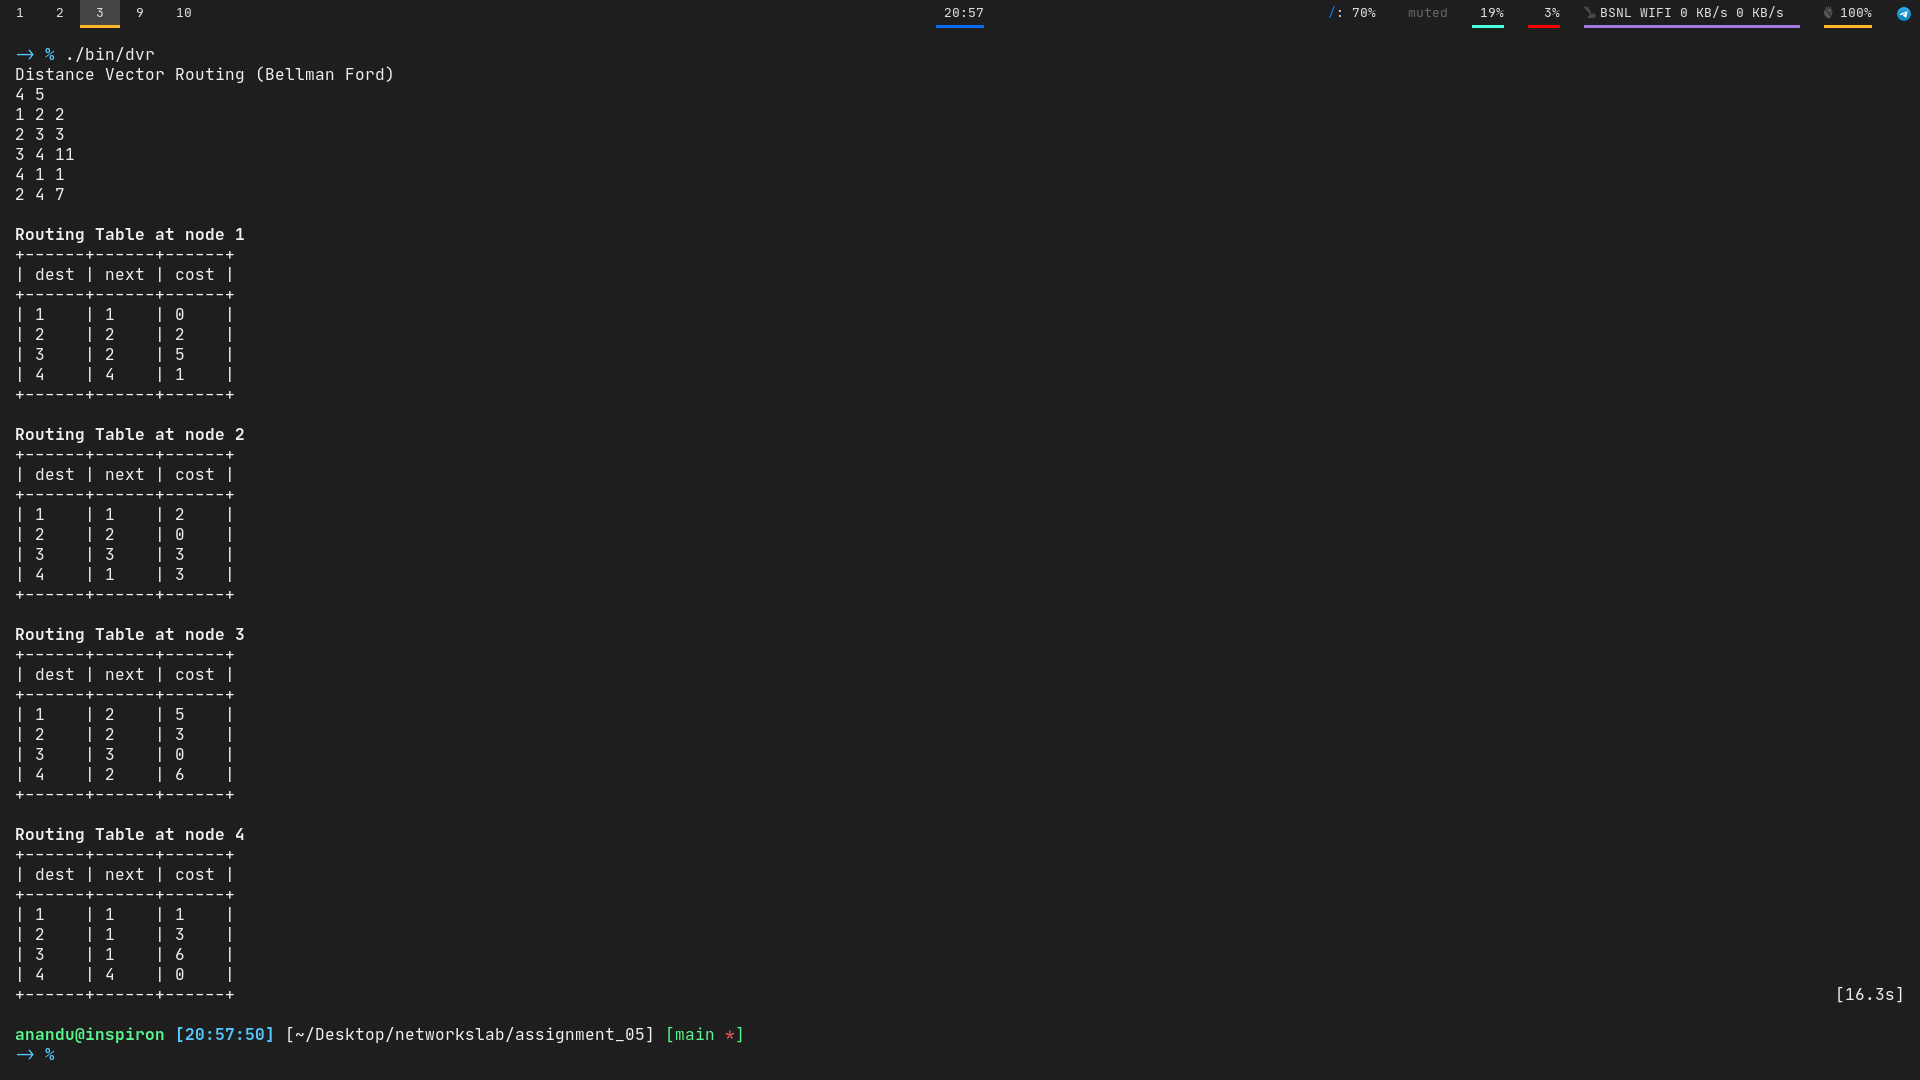 1 2 3 9 10 20:57 /: 70% muted 19% 3% BSNL WIFI 0 KB/s 0 KB/s 100%
—> % ./bin/dvr
Distance Vector Routing (Bellman Ford)
4 5
1 2 2
2 3 3
3 4 11
4 1 1
2 4 7
Routing Table at node 1
+------+------+------+
| dest | next | cost |
+------+------+------+
| 1    | 1    | 0    |
| 2    | 2    | 2    |
| 3    | 2    | 5    |
| 4    | 4    | 1    |
+------+------+------+
Routing Table at node 2
+------+------+------+
| dest | next | cost |
+------+------+------+
| 1    | 1    | 2    |
| 2    | 2    | 0    |
| 3    | 3    | 3    |
| 4    | 1    | 3    |
+------+------+------+
Routing Table at node 3
+------+------+------+
| dest | next | cost |
+------+------+------+
| 1    | 2    | 5    |
| 2    | 2    | 3    |
| 3    | 3    | 0    |
| 4    | 2    | 6    |
+------+------+------+
Routing Table at node 4
+------+------+------+
| dest | next | cost |
+------+------+------+
| 1    | 1    | 1    |
| 2    | 1    | 3    |
| 3    | 1    | 6    |
| 4    | 4    | 0    |
+------+------+------+ [16.3s]
anandu@inspiron [20:57:50] [~/Desktop/networkslab/assignment_05] [main *]
—> %